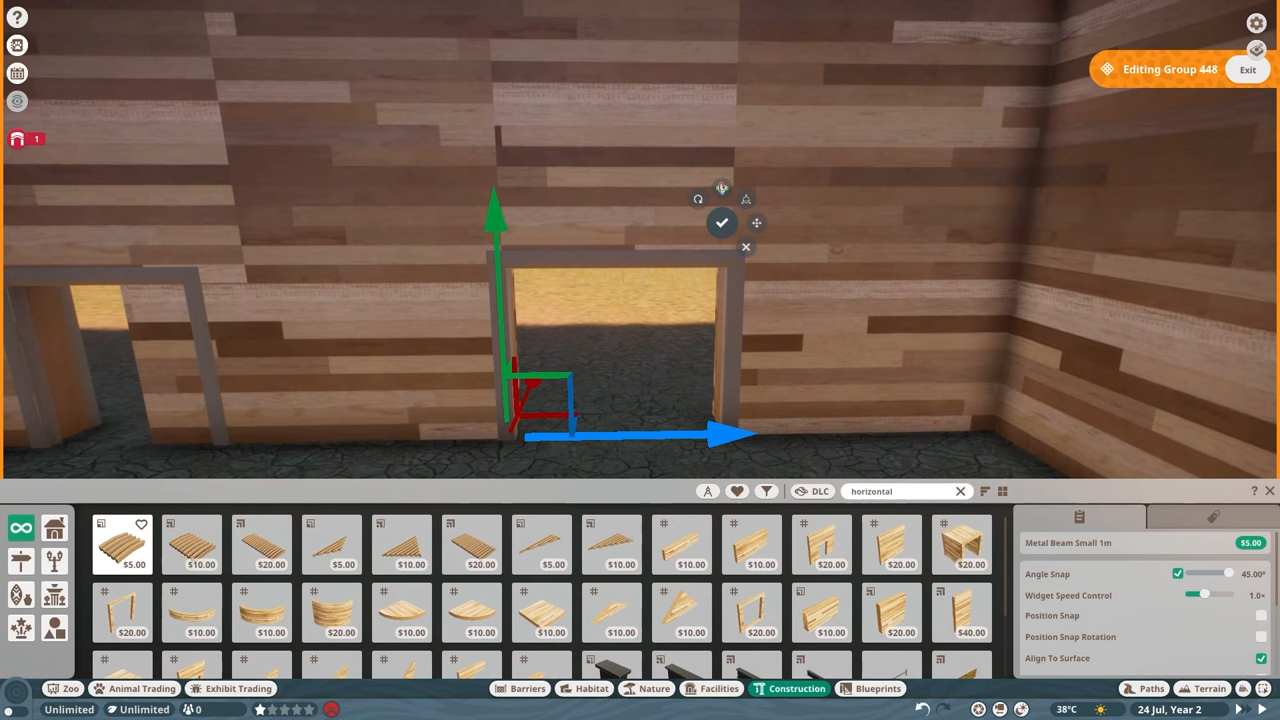 ?
Editing Group 448
Exit
1
DLC
horizontal
?
$5.00
$10.00
$20.00
$5.00
$10.00
$20.00
$5.00
$10.00
$10.00
$10.00
$20.00
$20.00
$20.00
Metal Beam Small 1m
$5.00
Angle Snap
45.00°
Widget Speed Control
1.0×
Position Snap
Position Snap Rotation
Align To Surface
$20.00
$10.00
$10.00
$20.00
$10.00
$10.00
$10.00
$10.00
$10.00
$20.00
$10.00
$20.00
$40.00
Zoo
Animal Trading
Exhibit Trading
Barriers
Habitat
Nature
Facilities
Construction
Blueprints
Paths
Terrain
Unlimited
Unlimited
0
38°C
24 Jul, Year 2